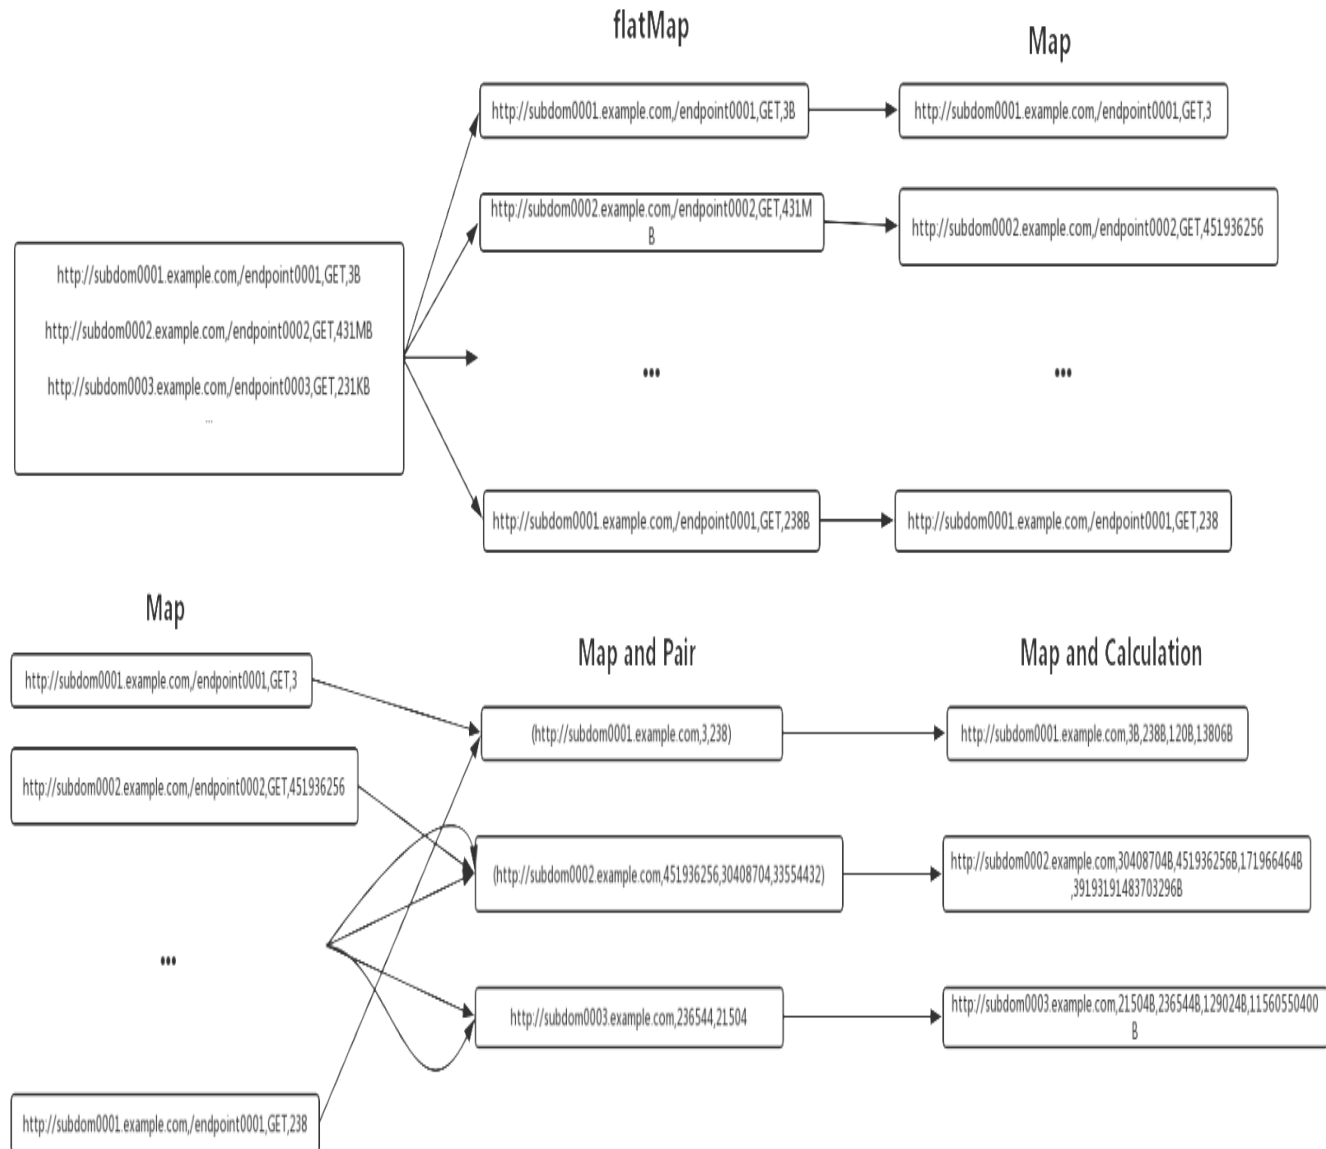 flatMap
Map
http://subdom0001.example.com,/endpoint0001,GET,3B
http://subdom0001.example.com,/endpoint0001,GET,3
http://subdom0002.example.com,/endpoint0002,GET,431M
B
http://subdom0002.example.com,/endpoint0002,GET,451936256
http://subdom0001.example.com,/endpoint0001,GET,3B
http://subdom0002.example.com,/endpoint0002,GET,431MB
http://subdom0003.example.com,/endpoint0003,GET,231KB
...
...
...
http://subdom0001.example.com,/endpoint0001,GET,238B
http://subdom0001.example.com,/endpoint0001,GET,238
Map
Map and Pair
Map and Calculation
http://subdom0001.example.com,/endpoint0001,GET,3
(http://subdom0001.example.com,3,238)
http://subdom0001.example.com,3B,238B,120B,13806B
http://subdom0002.example.com,/endpoint0002,GET,451936256
(http://subdom0002.example.com,451936256,30408704,33554432)
http://subdom0002.example.com,30408704B,451936256B,171966464B
,39193191483703296B
...
http://subdom0003.example.com,236544,21504
http://subdom0003.example.com,21504B,236544B,129024B,11560550400
B
http://subdom0001.example.com,/endpoint0001,GET,238